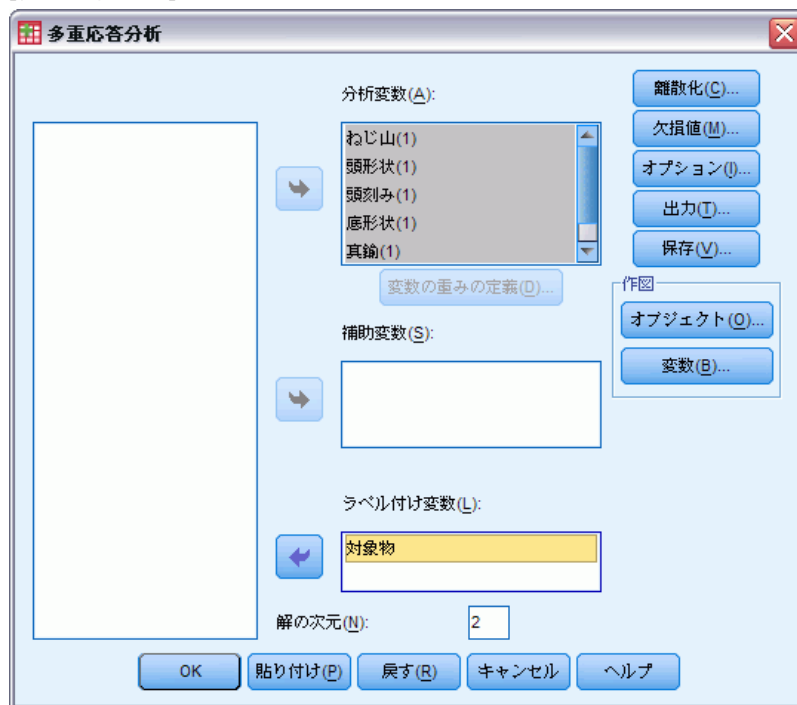 多重応答分析
分析変数(A):
ねじ山(1)
頭形状(1)
頭刻み(1)
底形状(1)
真鍮(1)
変数の重みの定義(D)...
補助変数(S):
ラベル付け変数(L):
対象物
解の次元(N):
2
離散化(C)...
欠損値(M)...
オプション(I)...
出力(T)...
保存(V)...
作図
オブジェクト(O)...
変数(B)...
OK
貼り付け(P)
戻す(R)
キャンセル
ヘルプ